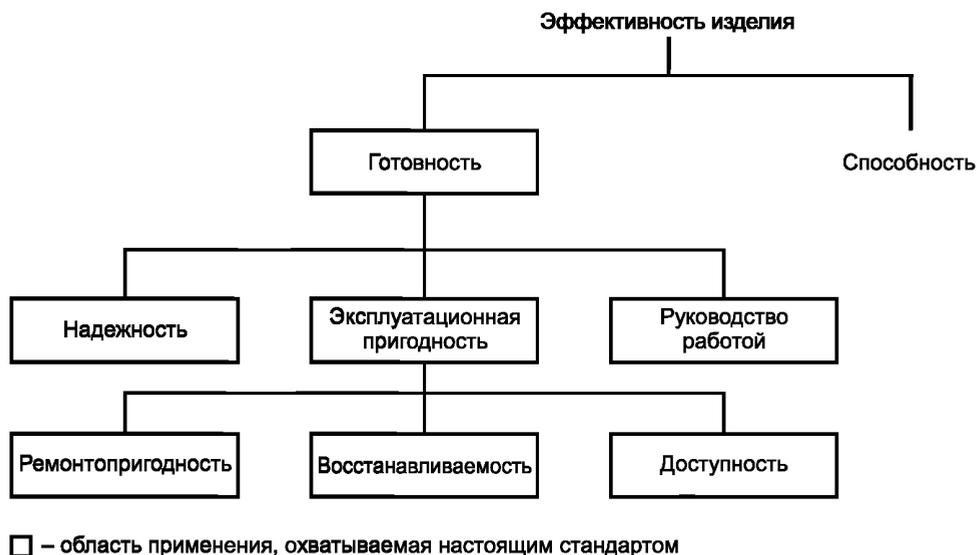 Эффективность изделия
Готовность
Способность
Надежность
Эксплуатационная
пригодность
Руководство
работой
Ремонтопригодность
Восстанавливаемость
Доступность
– область применения, охватываемая настоящим стандартом